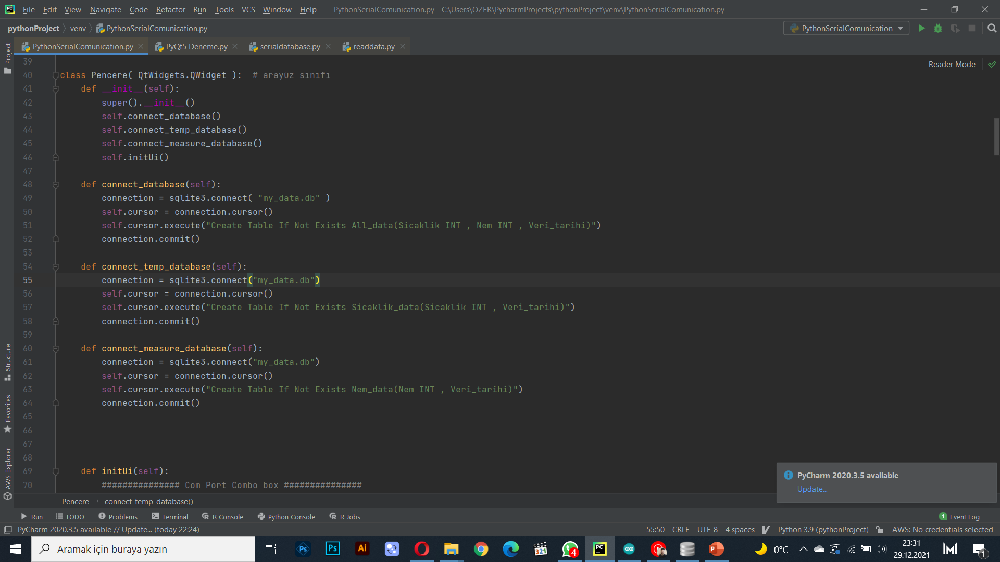 File Edit View Navigate Code Refactor Run Tools VCS Window Help PythonSerialComunication.py - C:\Users\ÖZER\PycharmProjects\pythonProject\venv\PythonSerialComunication.py
pythonProject venv PythonSerialComunication.py PythonSerialComunication
PythonSerialComunication.py PyQt5 Deneme.py serialdatabase.py readdata.py
Project
Reader Mode
39
40 class Pencere( QtWidgets.QWidget ):  # arayüz sınıfı
41     def __init__(self):
42         super().__init__()
43         self.connect_database()
44         self.connect_temp_database()
45         self.connect_measure_database()
46         self.initUi()
47
48     def connect_database(self):
49         connection = sqlite3.connect( "my_data.db" )
50         self.cursor = connection.cursor()
51         self.cursor.execute("Create Table If Not Exists All_data(Sicaklik INT , Nem INT , Veri_tarihi)")
52         connection.commit()
53
54     def connect_temp_database(self):
55         connection = sqlite3.connect("my_data.db")
56         self.cursor = connection.cursor()
57         self.cursor.execute("Create Table If Not Exists Sicaklik_data(Sicaklik INT , Veri_tarihi)")
58         connection.commit()
59
60     def connect_measure_database(self):
61         connection = sqlite3.connect("my_data.db")
62         self.cursor = connection.cursor()
63         self.cursor.execute("Create Table If Not Exists Nem_data(Nem INT , Veri_tarihi)")
64         connection.commit()
65
66
67
68
69     def initUi(self):
70         ############### Com Port Combo box ###############
Structure
Favorites
AWS Explorer
PyCharm 2020.3.5 available
Update...
Pencere connect_temp_database()
Run TODO Problems Terminal R Console Python Console R Jobs 1 Event Log
PyCharm 2020.3.5 available // Update... (today 22:24) 55:50 CRLF UTF-8 4 spaces Python 3.9 (pythonProject) AWS: No credentials selected
Aramak için buraya yazın Ps Ps Ai 321 4 PC P 0°C 23:31
29.12.2021
1